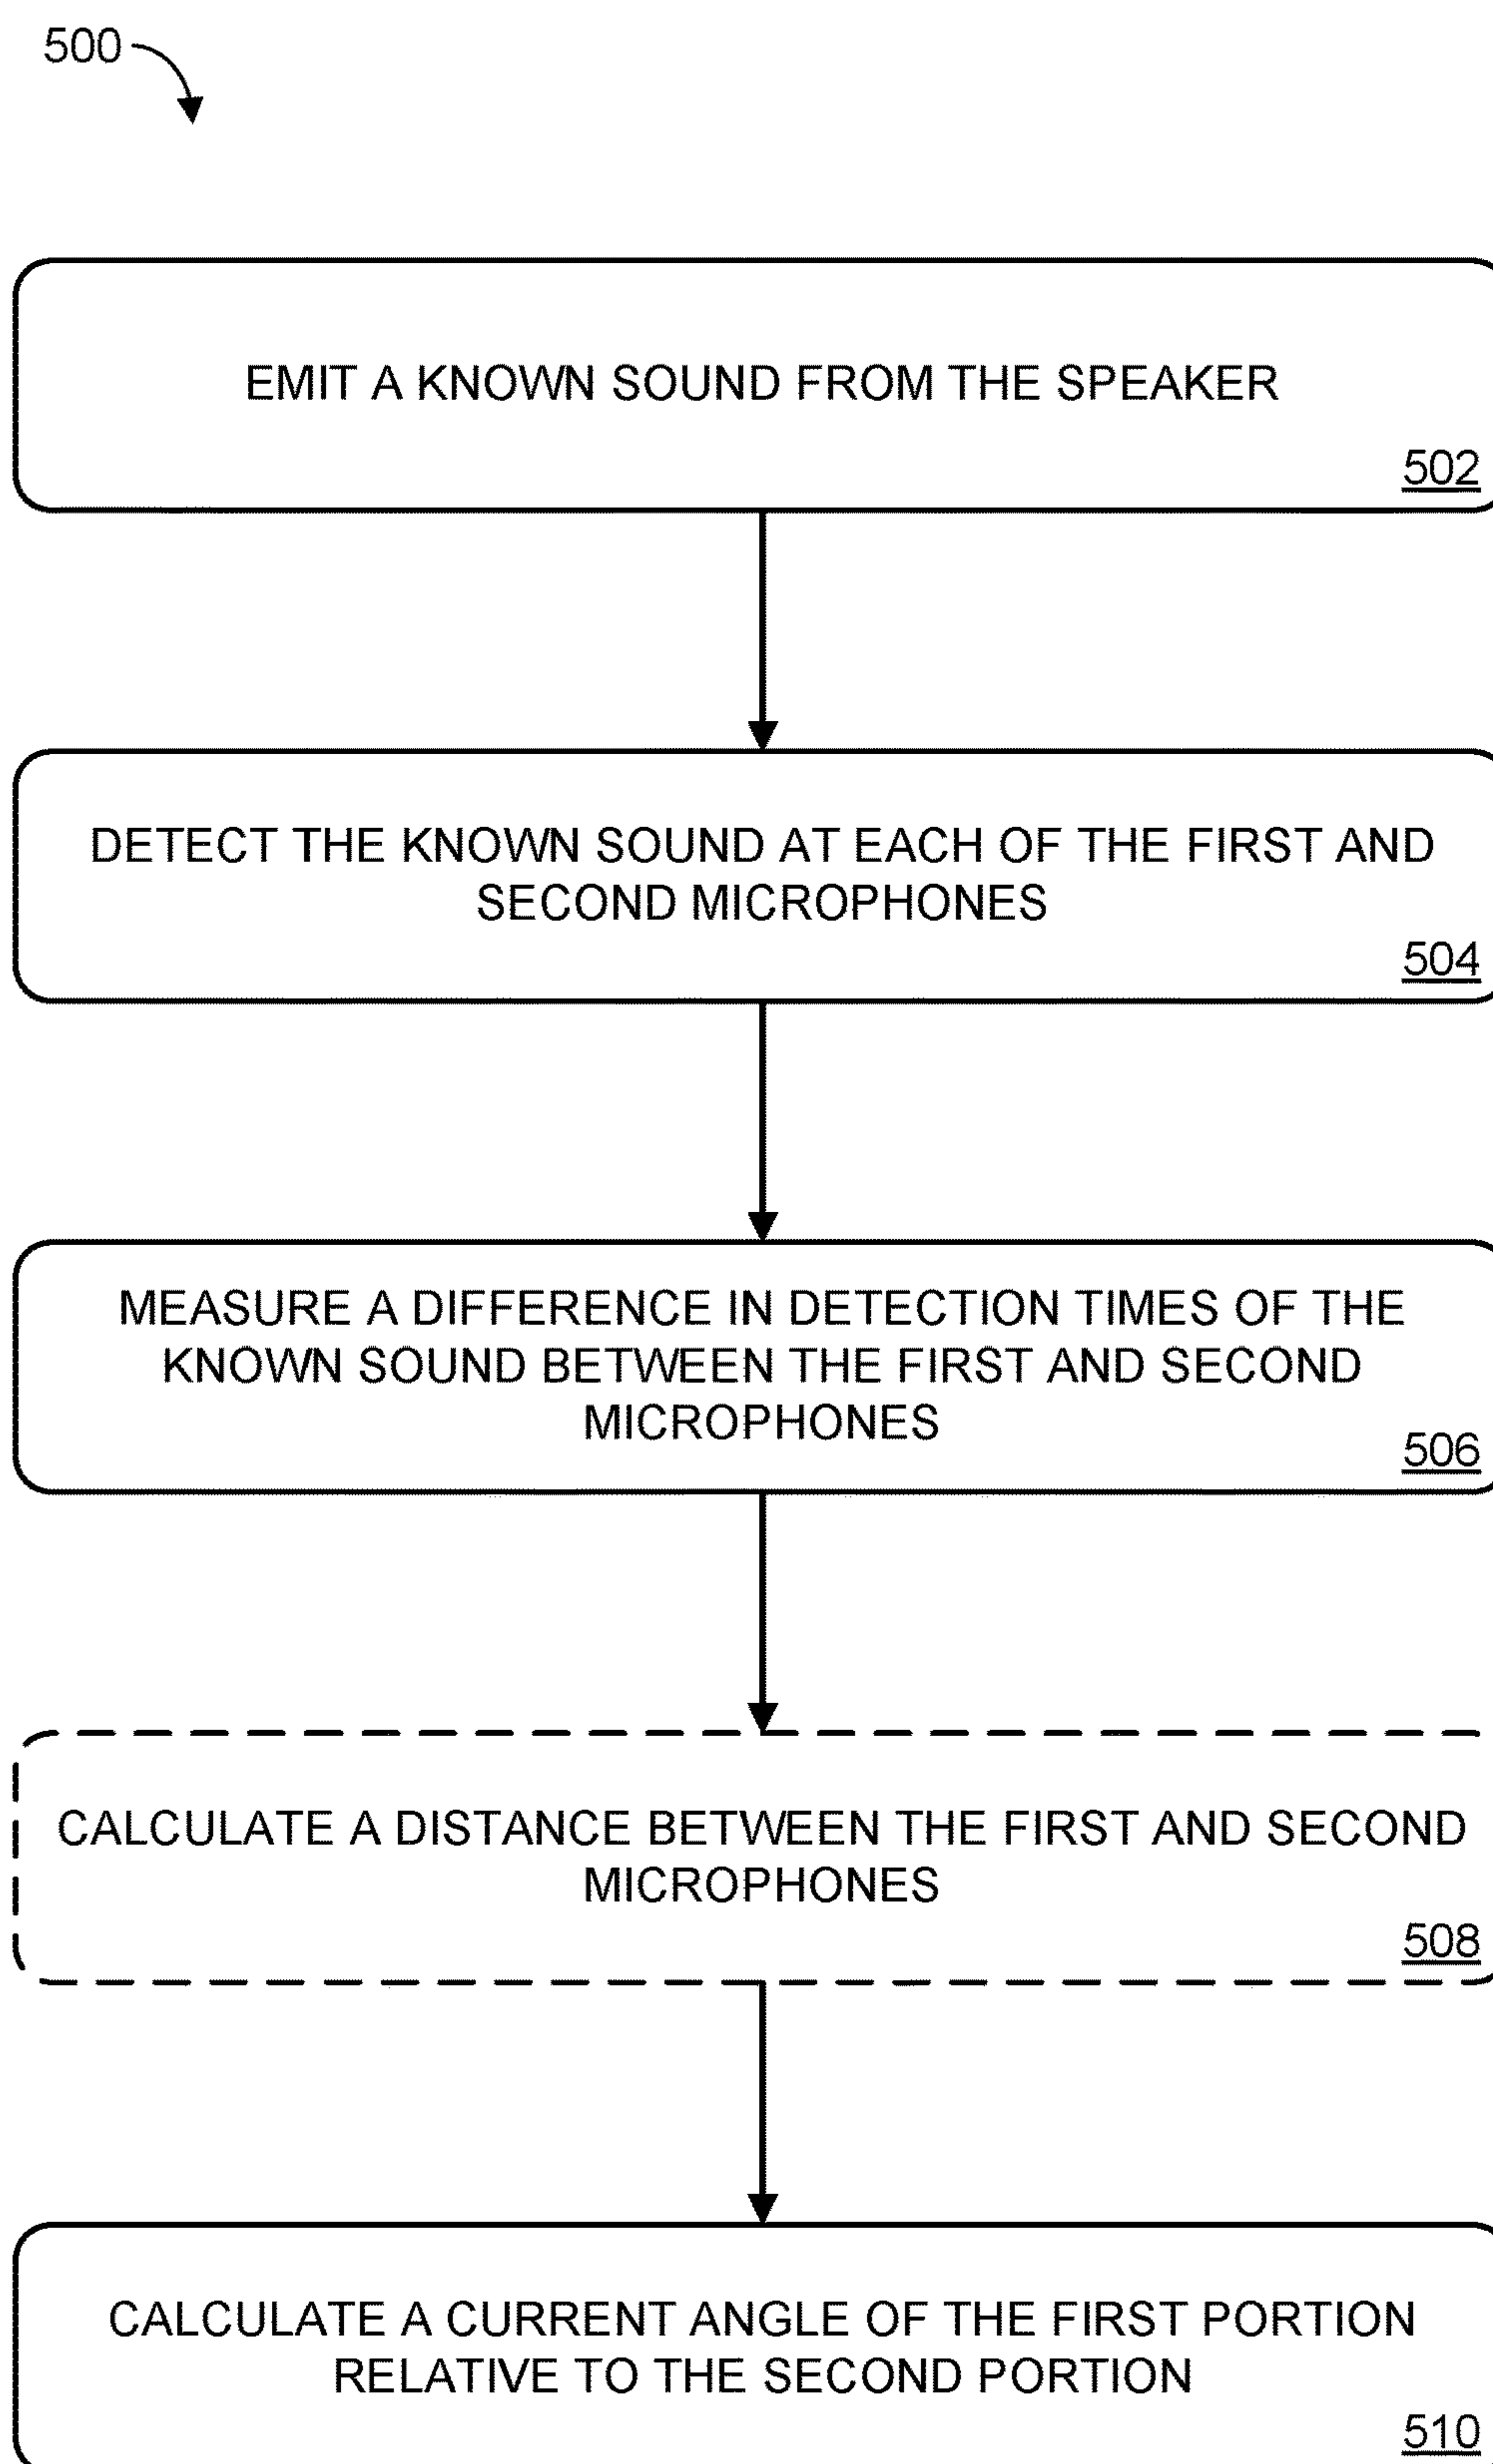 500
EMIT A KNOWN SOUND FROM THE SPEAKER
502
DETECT THE KNOWN SOUND AT EACH OF THE FIRST AND
SECOND MICROPHONES
504
MEASURE A DIFFERENCE IN DETECTION TIMES OF THE
KNOWN SOUND BETWEEN THE FIRST AND SECOND
MICROPHONES
506
CALCULATE A DISTANCE BETWEEN THE FIRST AND SECOND
MICROPHONES
508
CALCULATE A CURRENT ANGLE OF THE FIRST PORTION
RELATIVE TO THE SECOND PORTION
510